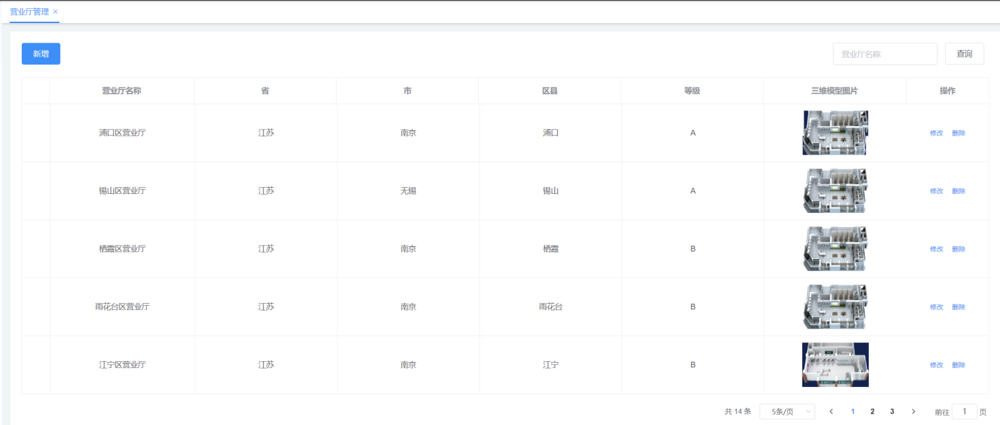 营业厅管理 ×
新增 营业厅名称 查询
营业厅名称 省 市 区县 等级 三维模型图片 操作
浦口区营业厅 江苏 南京 浦口 A 修改 删除
锡山区营业厅 江苏 无锡 锡山 A 修改 删除
栖霞区营业厅 江苏 南京 栖霞 B 修改 删除
雨花台区营业厅 江苏 南京 雨花台 B 修改 删除
江宁区营业厅 江苏 南京 江宁 B 修改 删除
共 14 条 5条/页 1 2 3 前往 1 页